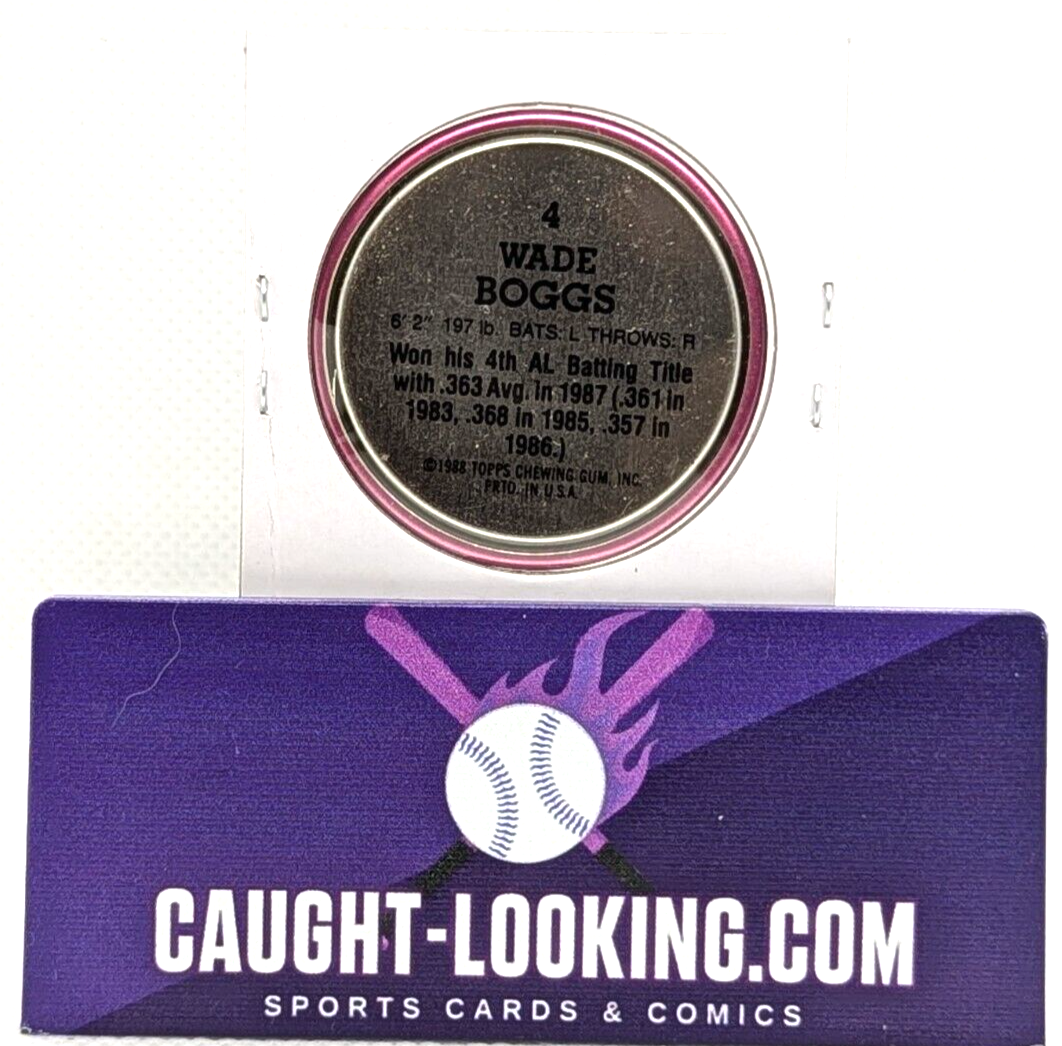 4
WADE
BOGGS
6' 2" 197 lb. BATS: L THROWS: R
Won his 4th AL Batting Title
with .363 Avg. in 1987 (.361 in
1983, .368 in 1985, .357 in
1986.)
©1988 TOPPS CHEWING GUM, INC.
PRTD. IN U.S.A.
CAUGHT-LOOKING.COM
SPORTS CARDS & COMICS